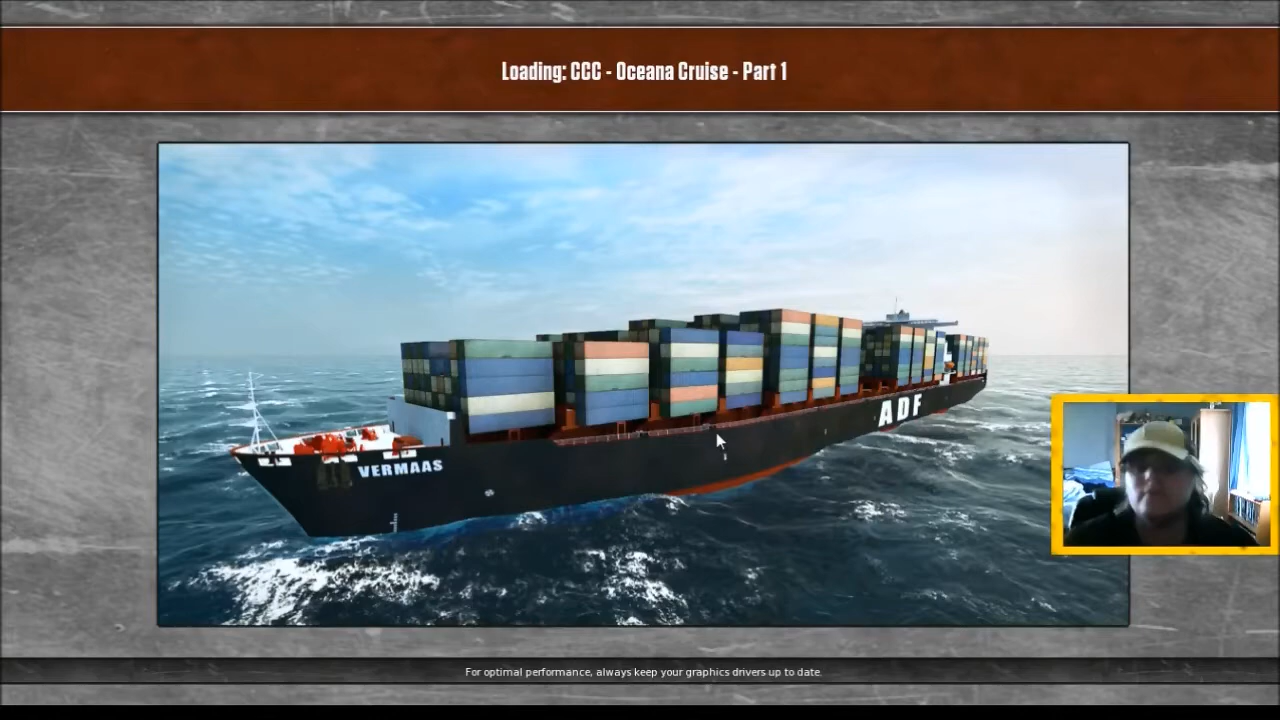 Loading: CCC - Oceana Cruise - Part 1
ADF
VERMAAS
For optimal performance, always keep your graphics drivers up to date.